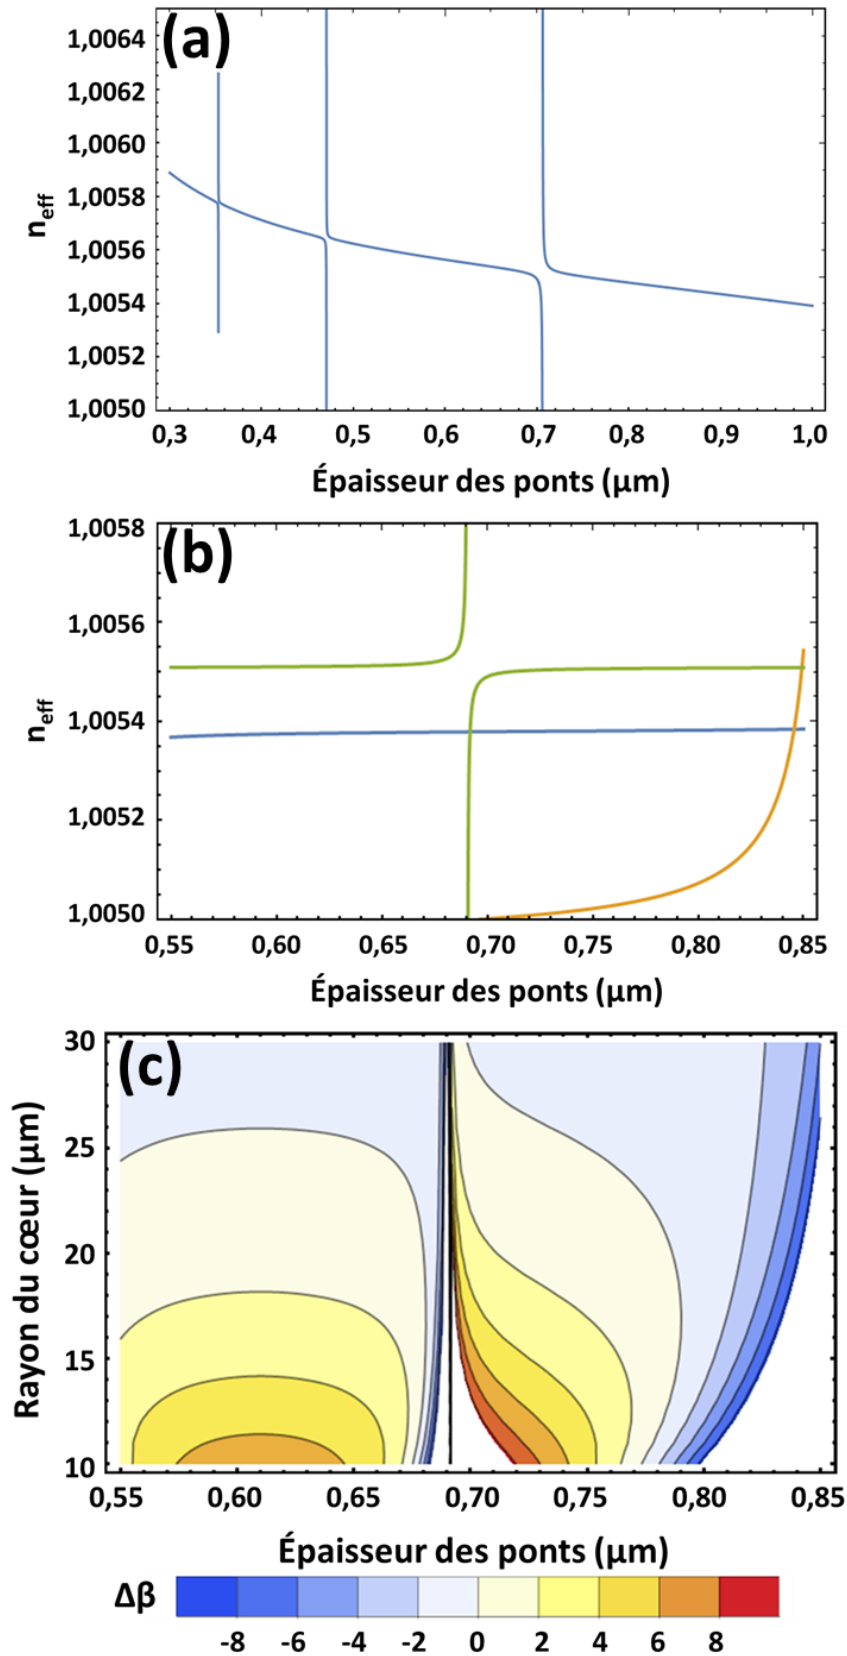 (a)
1,0064
1,0062
1,0060
1,0058
1,0056
1,0054
1,0052
1,0050
n_eff
0,3 0,4 0,5 0,6 0,7 0,8 0,9 1,0
Épaisseur des ponts (µm)
(b)
1,0058
1,0056
1,0054
1,0052
1,0050
n_eff
0,55 0,60 0,65 0,70 0,75 0,80 0,85
Épaisseur des ponts (µm)
(c)
30
25
20
15
10
Rayon du cœur (µm)
0,55 0,60 0,65 0,70 0,75 0,80 0,85
Épaisseur des ponts (µm)
Δβ
-8 -6 -4 -2 0 2 4 6 8